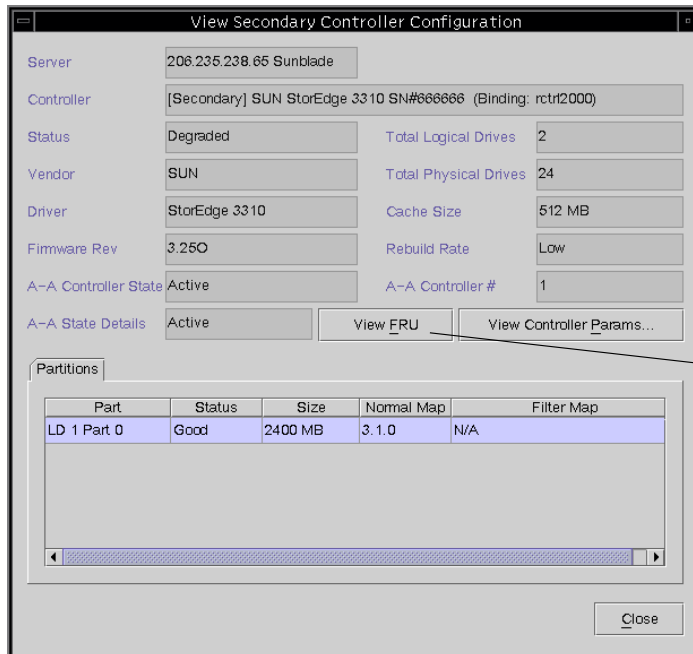 View Secondary Controller Configuration
Server 206.235.238.65 Sunblade
Controller [Secondary] SUN StorEdge 3310 SN#666666 (Binding: rctrl2000)
Status Degraded Total Logical Drives 2
Vendor SUN Total Physical Drives 24
Driver StorEdge 3310 Cache Size 512 MB
Firmware Rev 3.25O Rebuild Rate Low
A-A Controller State Active A-A Controller # 1
A-A State Details Active View FRU View Controller Params...
Partitions
Part Status Size Normal Map Filter Map
LD 1 Part 0 Good 2400 MB 3.1.0 N/A
Close